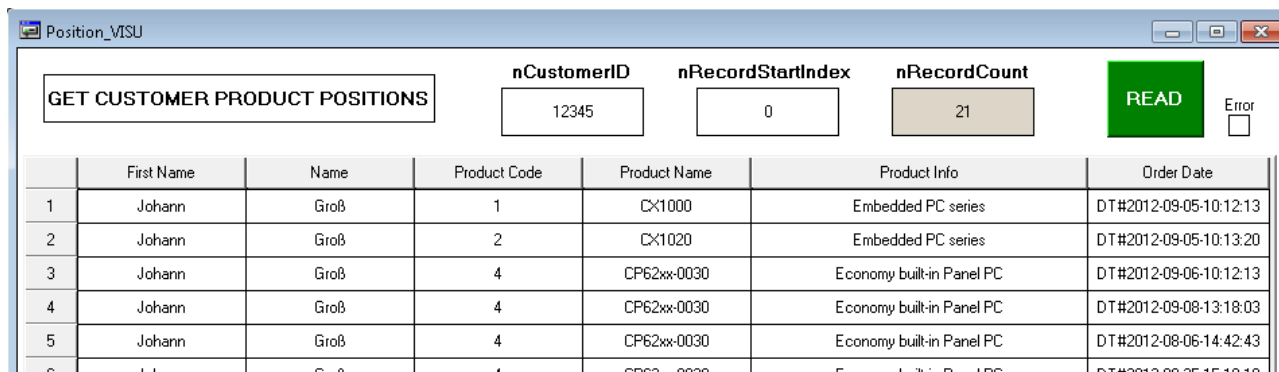 Position_VISU
nCustomerID nRecordStartIndex nRecordCount
GET CUSTOMER PRODUCT POSITIONS 12345 0 21 READ Error
First Name Name Product Code Product Name Product Info Order Date
1 Johann Groß 1 CX1000 Embedded PC series DT#2012-09-05-10:12:13
2 Johann Groß 2 CX1020 Embedded PC series DT#2012-09-05-10:13:20
3 Johann Groß 4 CP62xx-0030 Economy built-in Panel PC DT#2012-09-06-10:12:13
4 Johann Groß 4 CP62xx-0030 Economy built-in Panel PC DT#2012-09-08-13:18:03
5 Johann Groß 4 CP62xx-0030 Economy built-in Panel PC DT#2012-08-06-14:42:43